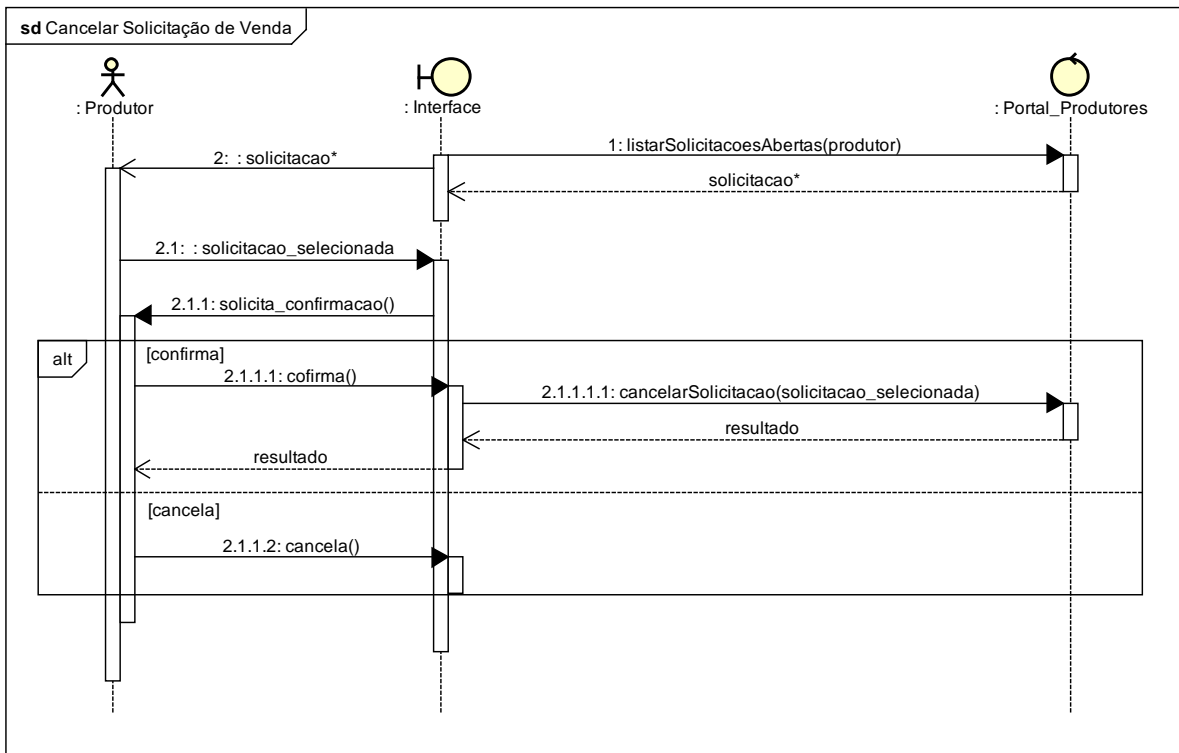 sd Cancelar Solicitação de Venda
: Produtor
: Interface
: Portal_Produtores
1: listarSolicitacoesAbertas(produtor)
2: : solicitacao*
solicitacao*
2.1: : solicitacao_selecionada
2.1.1: solicita_confirmacao()
alt
[confirma]
2.1.1.1: cofirma()
2.1.1.1.1: cancelarSolicitacao(solicitacao_selecionada)
resultado
resultado
[cancela]
2.1.1.2: cancela()